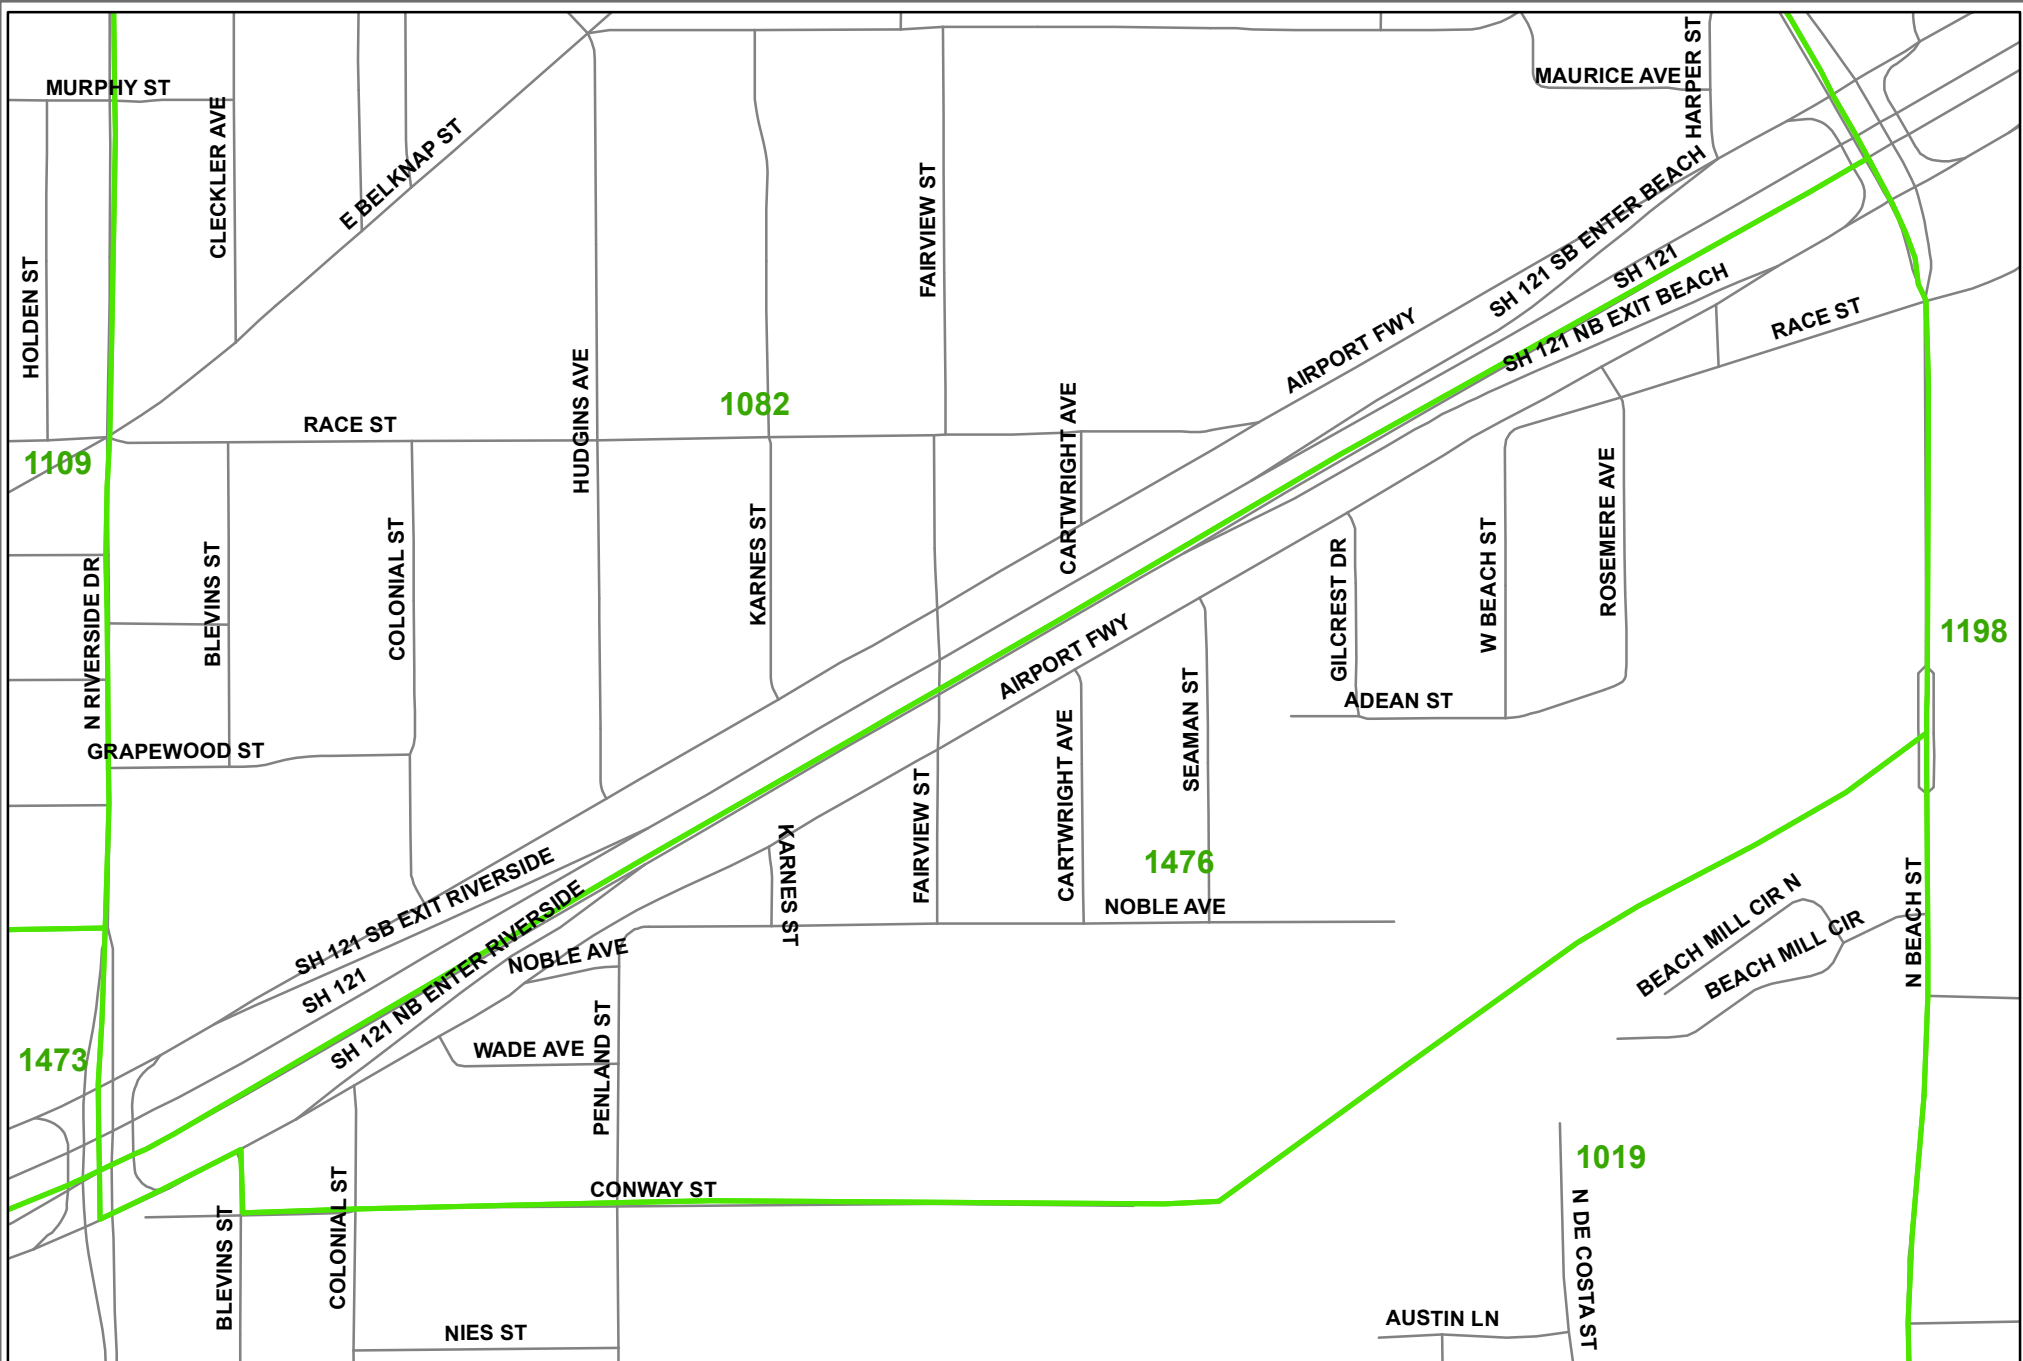 MURPHY ST
CLECKLER AVE
E BELKNAP ST
HOLDEN ST
FAIRVIEW ST
MAURICE AVE
HARPER ST
SH 121 SB ENTER BEACH
SH 121
SH 121 NB EXIT BEACH
AIRPORT FWY
RACE ST
HUDGINS AVE
1082
CARTWRIGHT AVE
RACE ST
1109
N RIVERSIDE DR
BLEVINS ST
COLONIAL ST
KARNES ST
GILCREST DR
W BEACH ST
ROSEMERE AVE
1198
AIRPORT FWY
ADEAN ST
GRAPEWOOD ST
FAIRVIEW ST
CARTWRIGHT AVE
SEAMAN ST
1476
KARNES ST
NOBLE AVE
SH 121 SB EXIT RIVERSIDE
SH 121
SH 121 NB ENTER RIVERSIDE
NOBLE AVE
BEACH MILL CIR N
BEACH MILL CIR
N BEACH ST
1473
WADE AVE
PENLAND ST
1019
CONWAY ST
BLEVINS ST
COLONIAL ST
N DE COSTA ST
NIES ST
AUSTIN LN